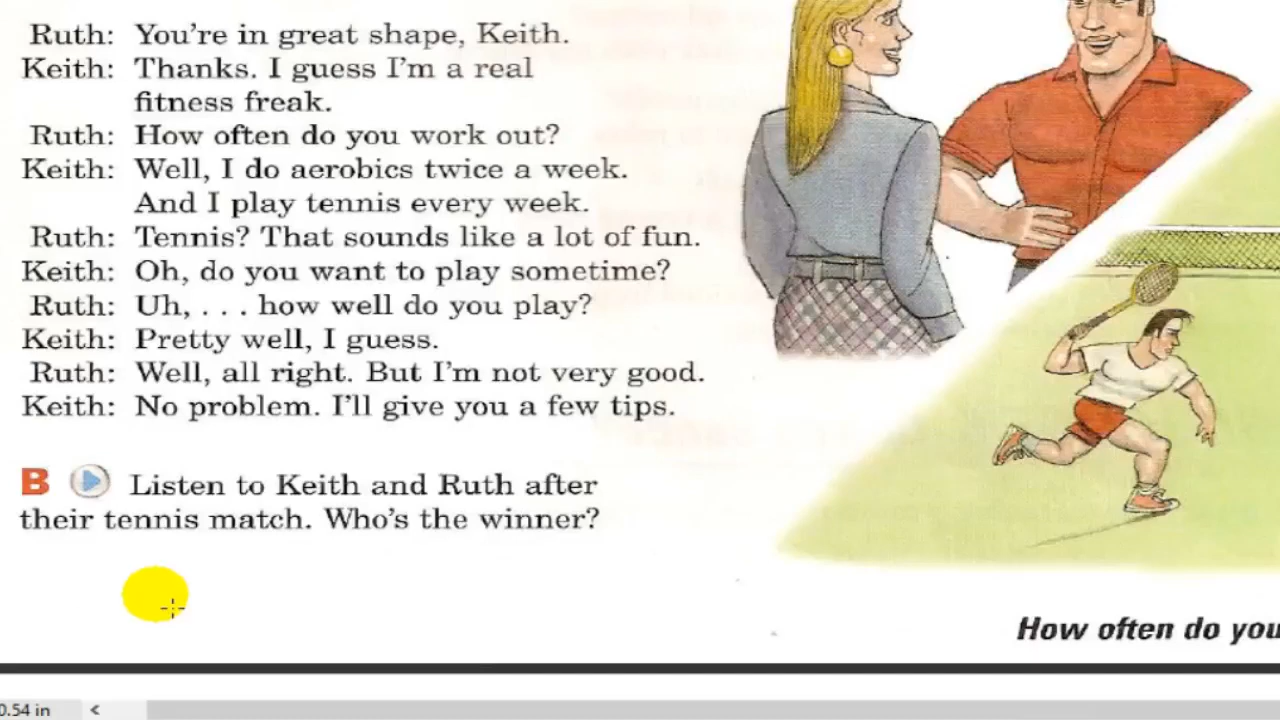 Ruth: You're in great shape, Keith.
Keith: Thanks. I guess I'm a real
fitness freak.
Ruth: How often do you work out?
Keith: Well, I do aerobics twice a week.
And I play tennis every week.
Ruth: Tennis? That sounds like a lot of fun.
Keith: Oh, do you want to play sometime?
Ruth: Uh, . . . how well do you play?
Keith: Pretty well, I guess.
Ruth: Well, all right. But I'm not very good.
Keith: No problem. I'll give you a few tips.
B Listen to Keith and Ruth after
their tennis match. Who's the winner?
How often do you
0.54 in